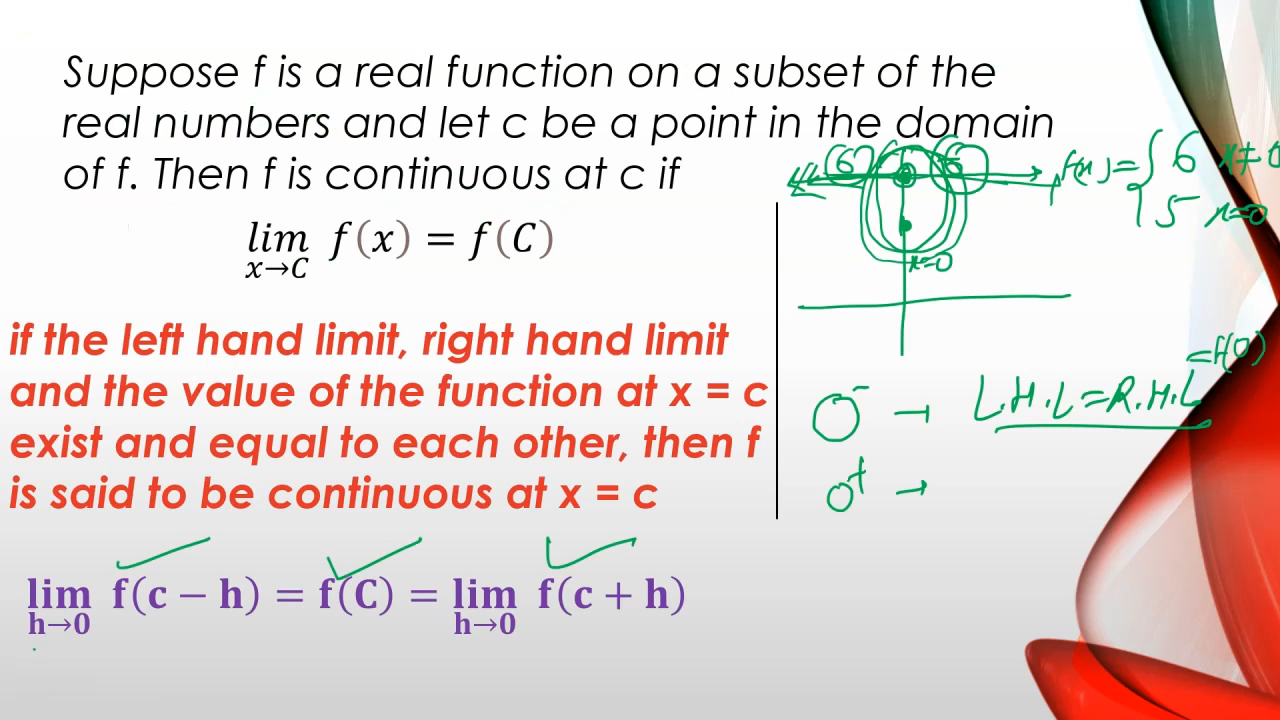 Suppose f is a real function on a subset of the
real numbers and let c be a point in the domain
of f. Then f is continuous at c if
lim f(x) = f(C)
x→C
if the left hand limit, right hand limit
and the value of the function at x = c
exist and equal to each other, then f
is said to be continuous at x = c
lim f(c − h) = f(C) = lim f(c + h)
h→0 h→0
6 6 f(x) = { 6 x≠0
5 x=0
x=0
=f(0)
0⁻ → L.H.L = R.H.L
0⁺ →